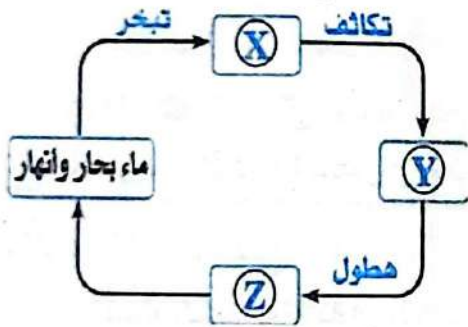 تبخر
X
تكاثف
ماء بحار وأنهار
Y
هطول
Z